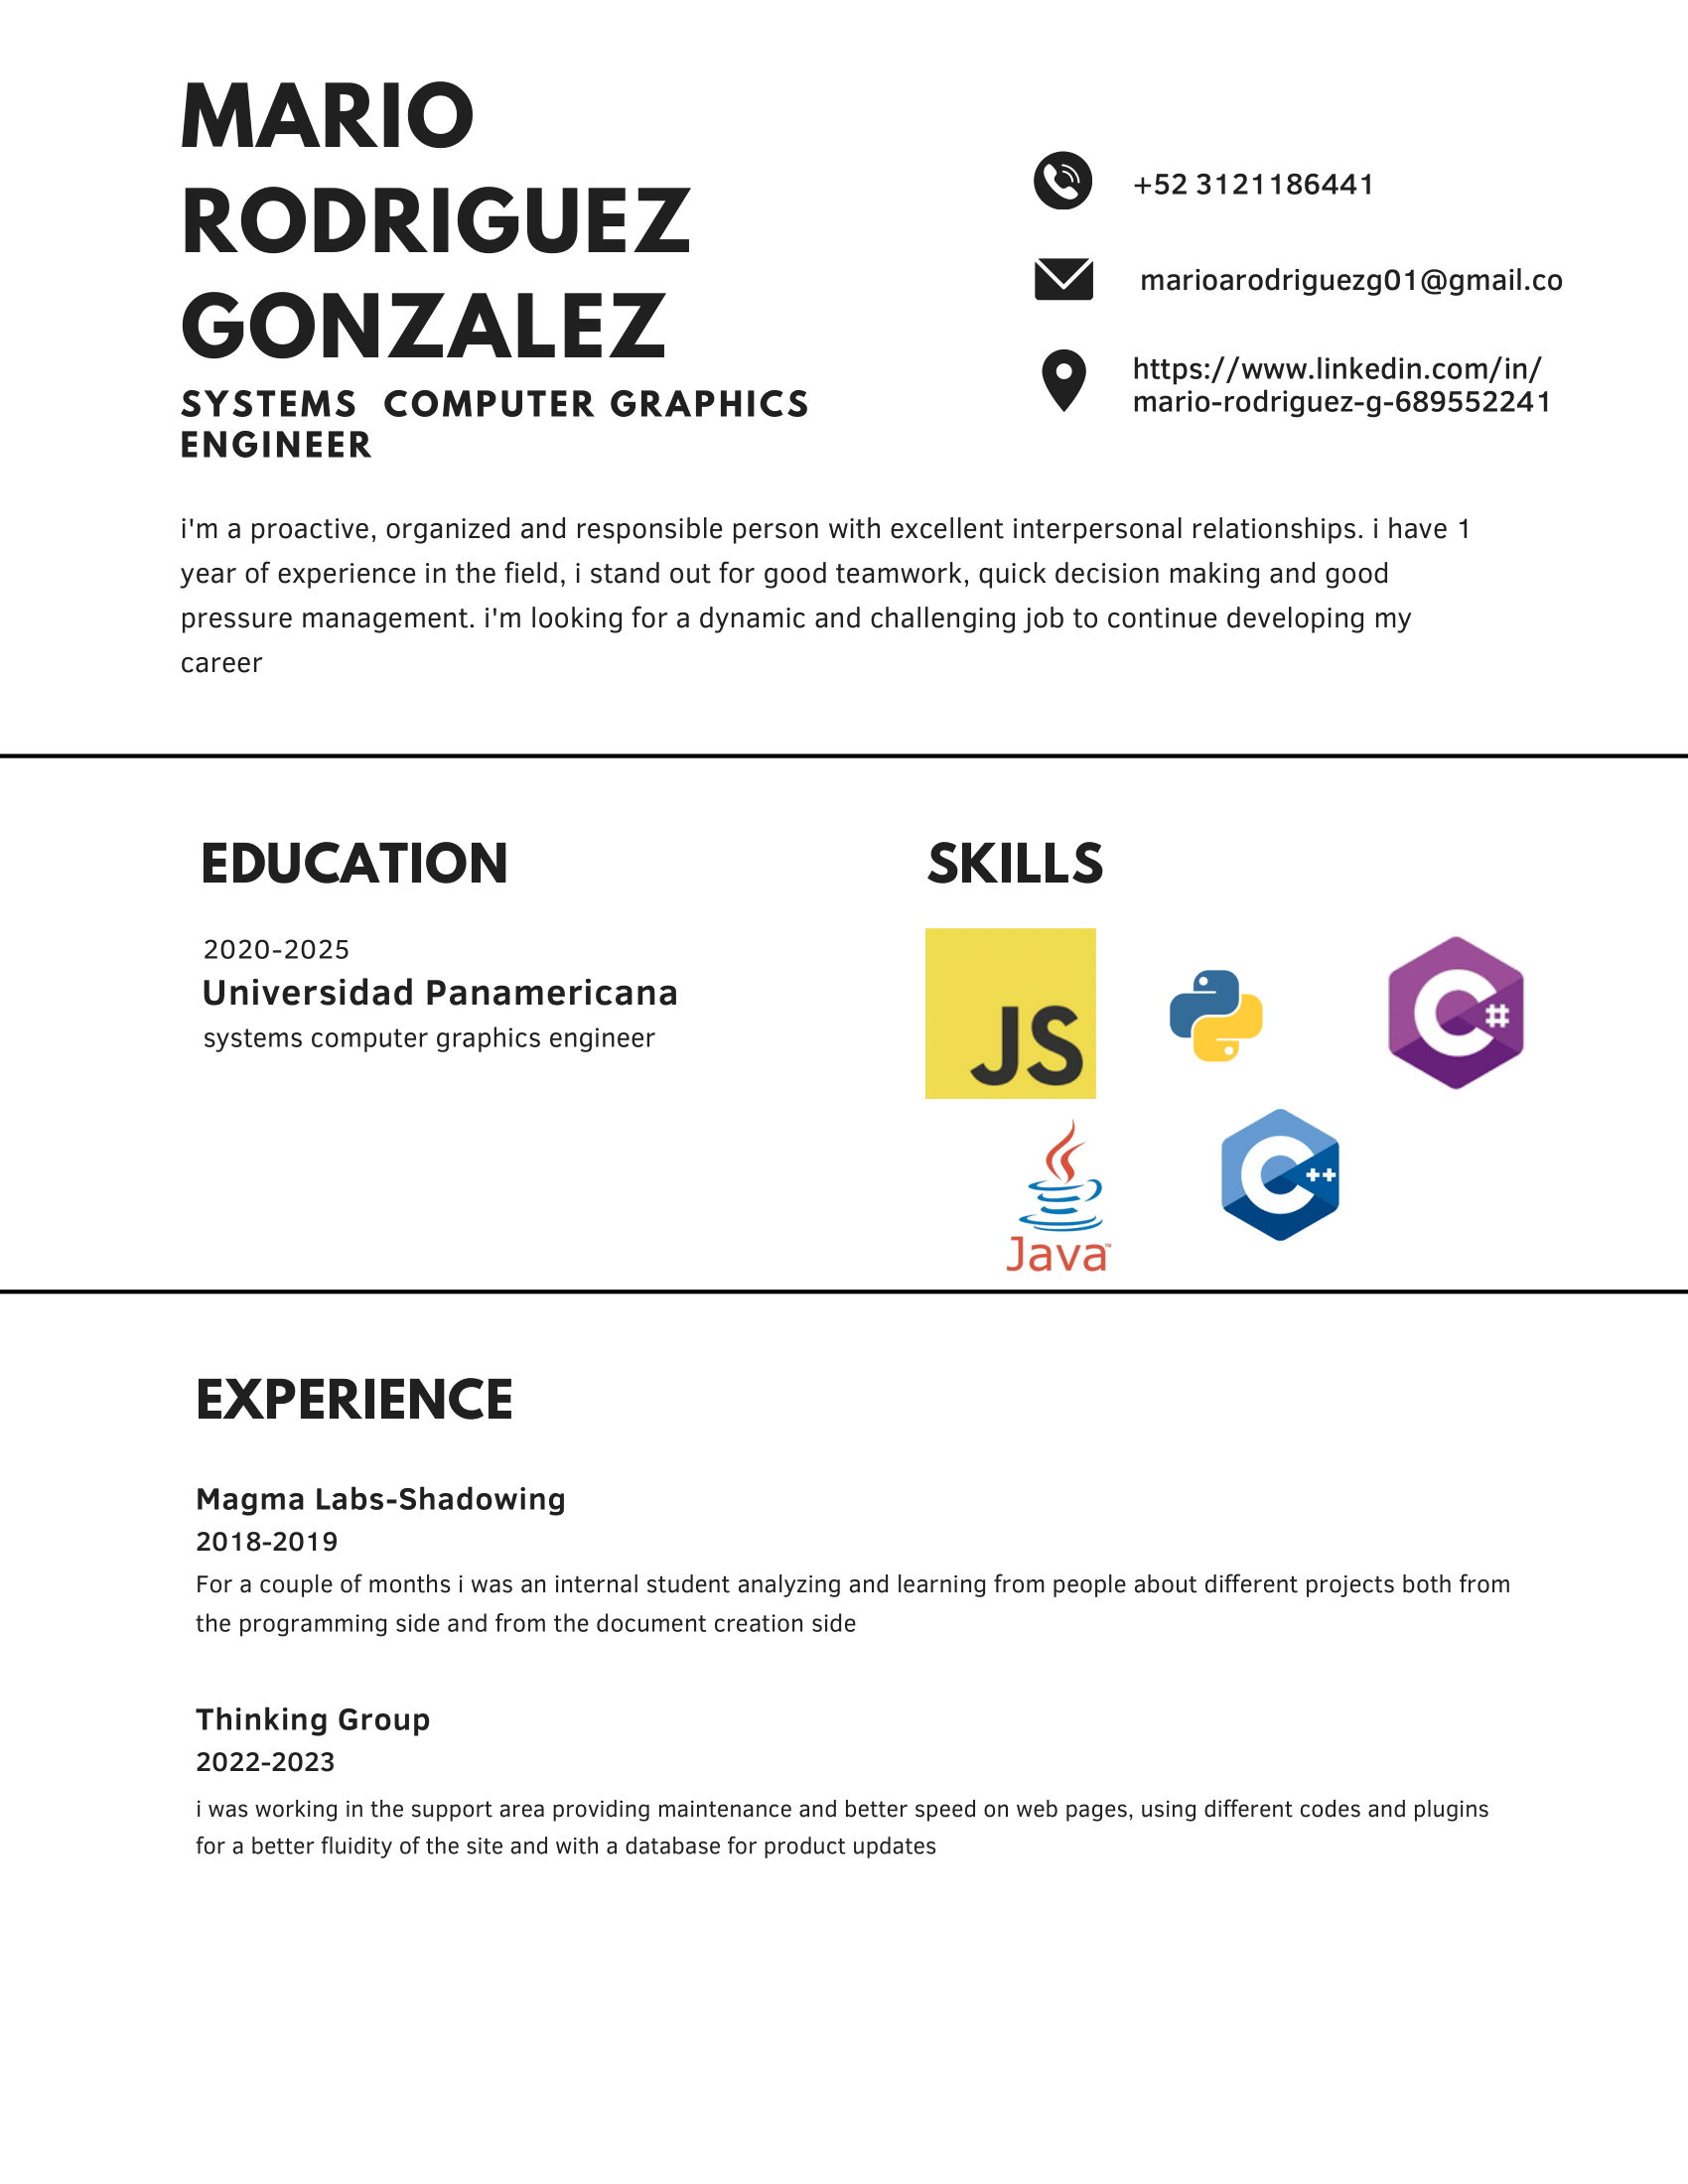 MARIO
RODRIGUEZ
GONZALEZ
SYSTEMS  COMPUTER GRAPHICS
ENGINEER
+52 3121186441
marioarodriguezg01@gmail.co
https://www.linkedin.com/in/
mario-rodriguez-g-689552241
i'm a proactive, organized and responsible person with excellent interpersonal relationships. i have 1
year of experience in the field, i stand out for good teamwork, quick decision making and good
pressure management. i'm looking for a dynamic and challenging job to continue developing my
career
EDUCATION
2020-2025
Universidad Panamericana
systems computer graphics engineer
SKILLS
JS
C#
Java™
C++
EXPERIENCE
Magma Labs-Shadowing
2018-2019
For a couple of months i was an internal student analyzing and learning from people about different projects both from
the programming side and from the document creation side
Thinking Group
2022-2023
i was working in the support area providing maintenance and better speed on web pages, using different codes and plugins
for a better fluidity of the site and with a database for product updates